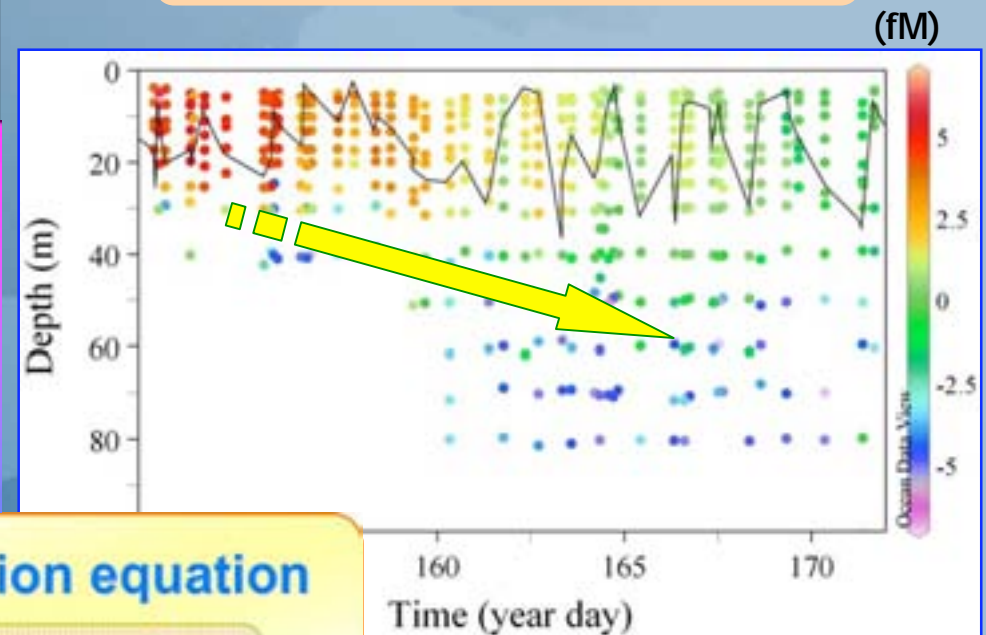 (fM)
0
20
40
60
80
Depth (m)
160
165
170
Time (year day)
5
2.5
0
-2.5
-5
Ocean Data View
ion equation